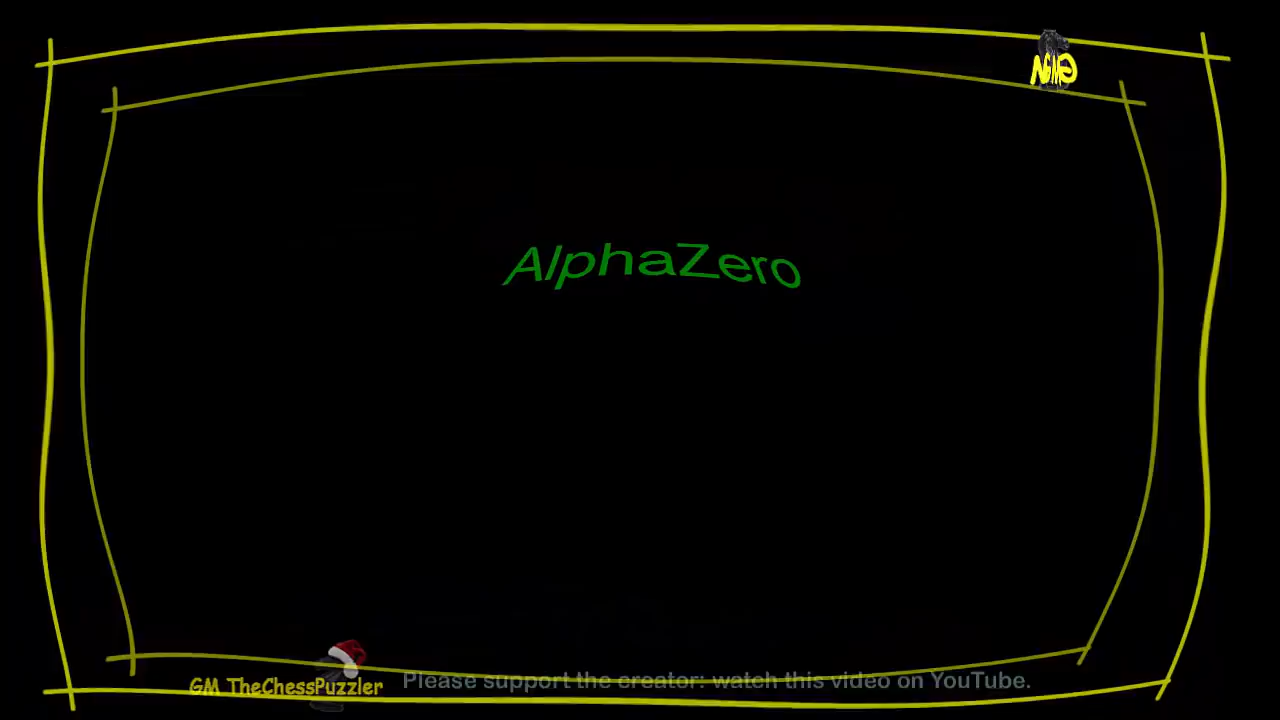 AlphaZero
GM TheChessPuzzler
Please support the creator: watch this video on YouTube.